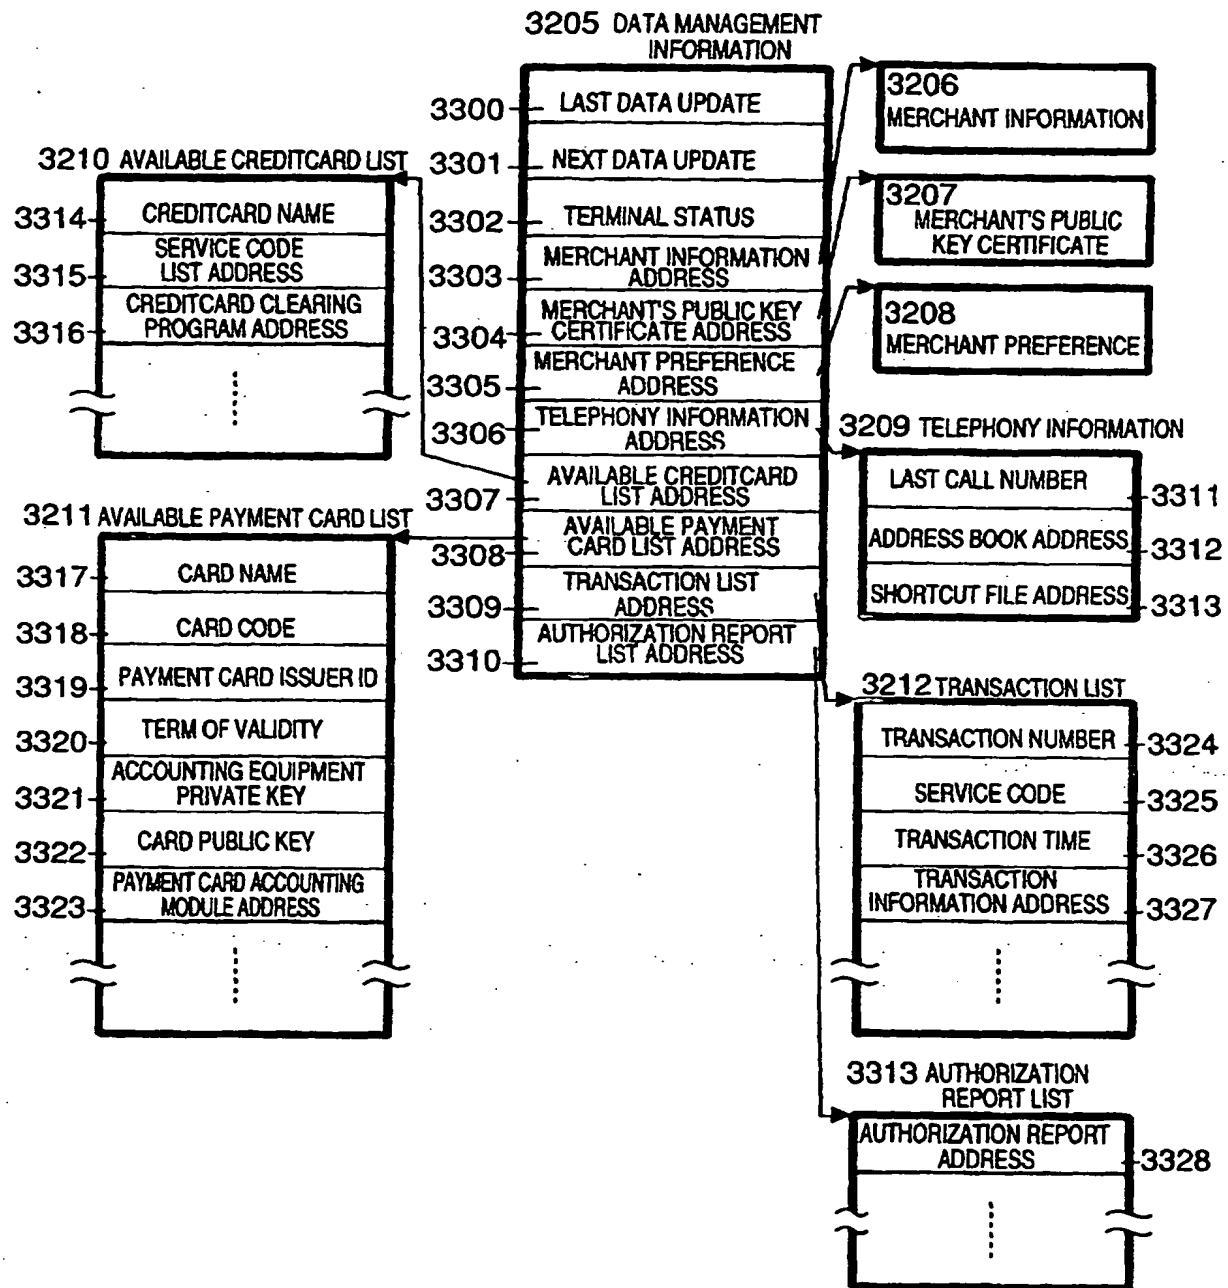 3205 DATA MANAGEMENT
INFORMATION
3300 LAST DATA UPDATE
3301 NEXT DATA UPDATE
3302 TERMINAL STATUS
3303 MERCHANT INFORMATION
ADDRESS
3304 MERCHANT'S PUBLIC KEY
CERTIFICATE ADDRESS
3305 MERCHANT PREFERENCE
ADDRESS
3306 TELEPHONY INFORMATION
ADDRESS
3307 AVAILABLE CREDITCARD
LIST ADDRESS
3308 AVAILABLE PAYMENT
CARD LIST ADDRESS
3309 TRANSACTION LIST
ADDRESS
3310 AUTHORIZATION REPORT
LIST ADDRESS
3210 AVAILABLE CREDITCARD LIST
3314 CREDITCARD NAME
3315 SERVICE CODE
LIST ADDRESS
3316 CREDITCARD CLEARING
PROGRAM ADDRESS
3211 AVAILABLE PAYMENT CARD LIST
3317 CARD NAME
3318 CARD CODE
3319 PAYMENT CARD ISSUER ID
3320 TERM OF VALIDITY
3321 ACCOUNTING EQUIPMENT
PRIVATE KEY
3322 CARD PUBLIC KEY
3323 PAYMENT CARD ACCOUNTING
MODULE ADDRESS
3206
MERCHANT INFORMATION
3207
MERCHANT'S PUBLIC
KEY CERTIFICATE
3208
MERCHANT PREFERENCE
3209 TELEPHONY INFORMATION
LAST CALL NUMBER 3311
ADDRESS BOOK ADDRESS 3312
SHORTCUT FILE ADDRESS 3313
3212 TRANSACTION LIST
TRANSACTION NUMBER 3324
SERVICE CODE 3325
TRANSACTION TIME 3326
TRANSACTION
INFORMATION ADDRESS 3327
3313 AUTHORIZATION
REPORT LIST
AUTHORIZATION REPORT
ADDRESS 3328